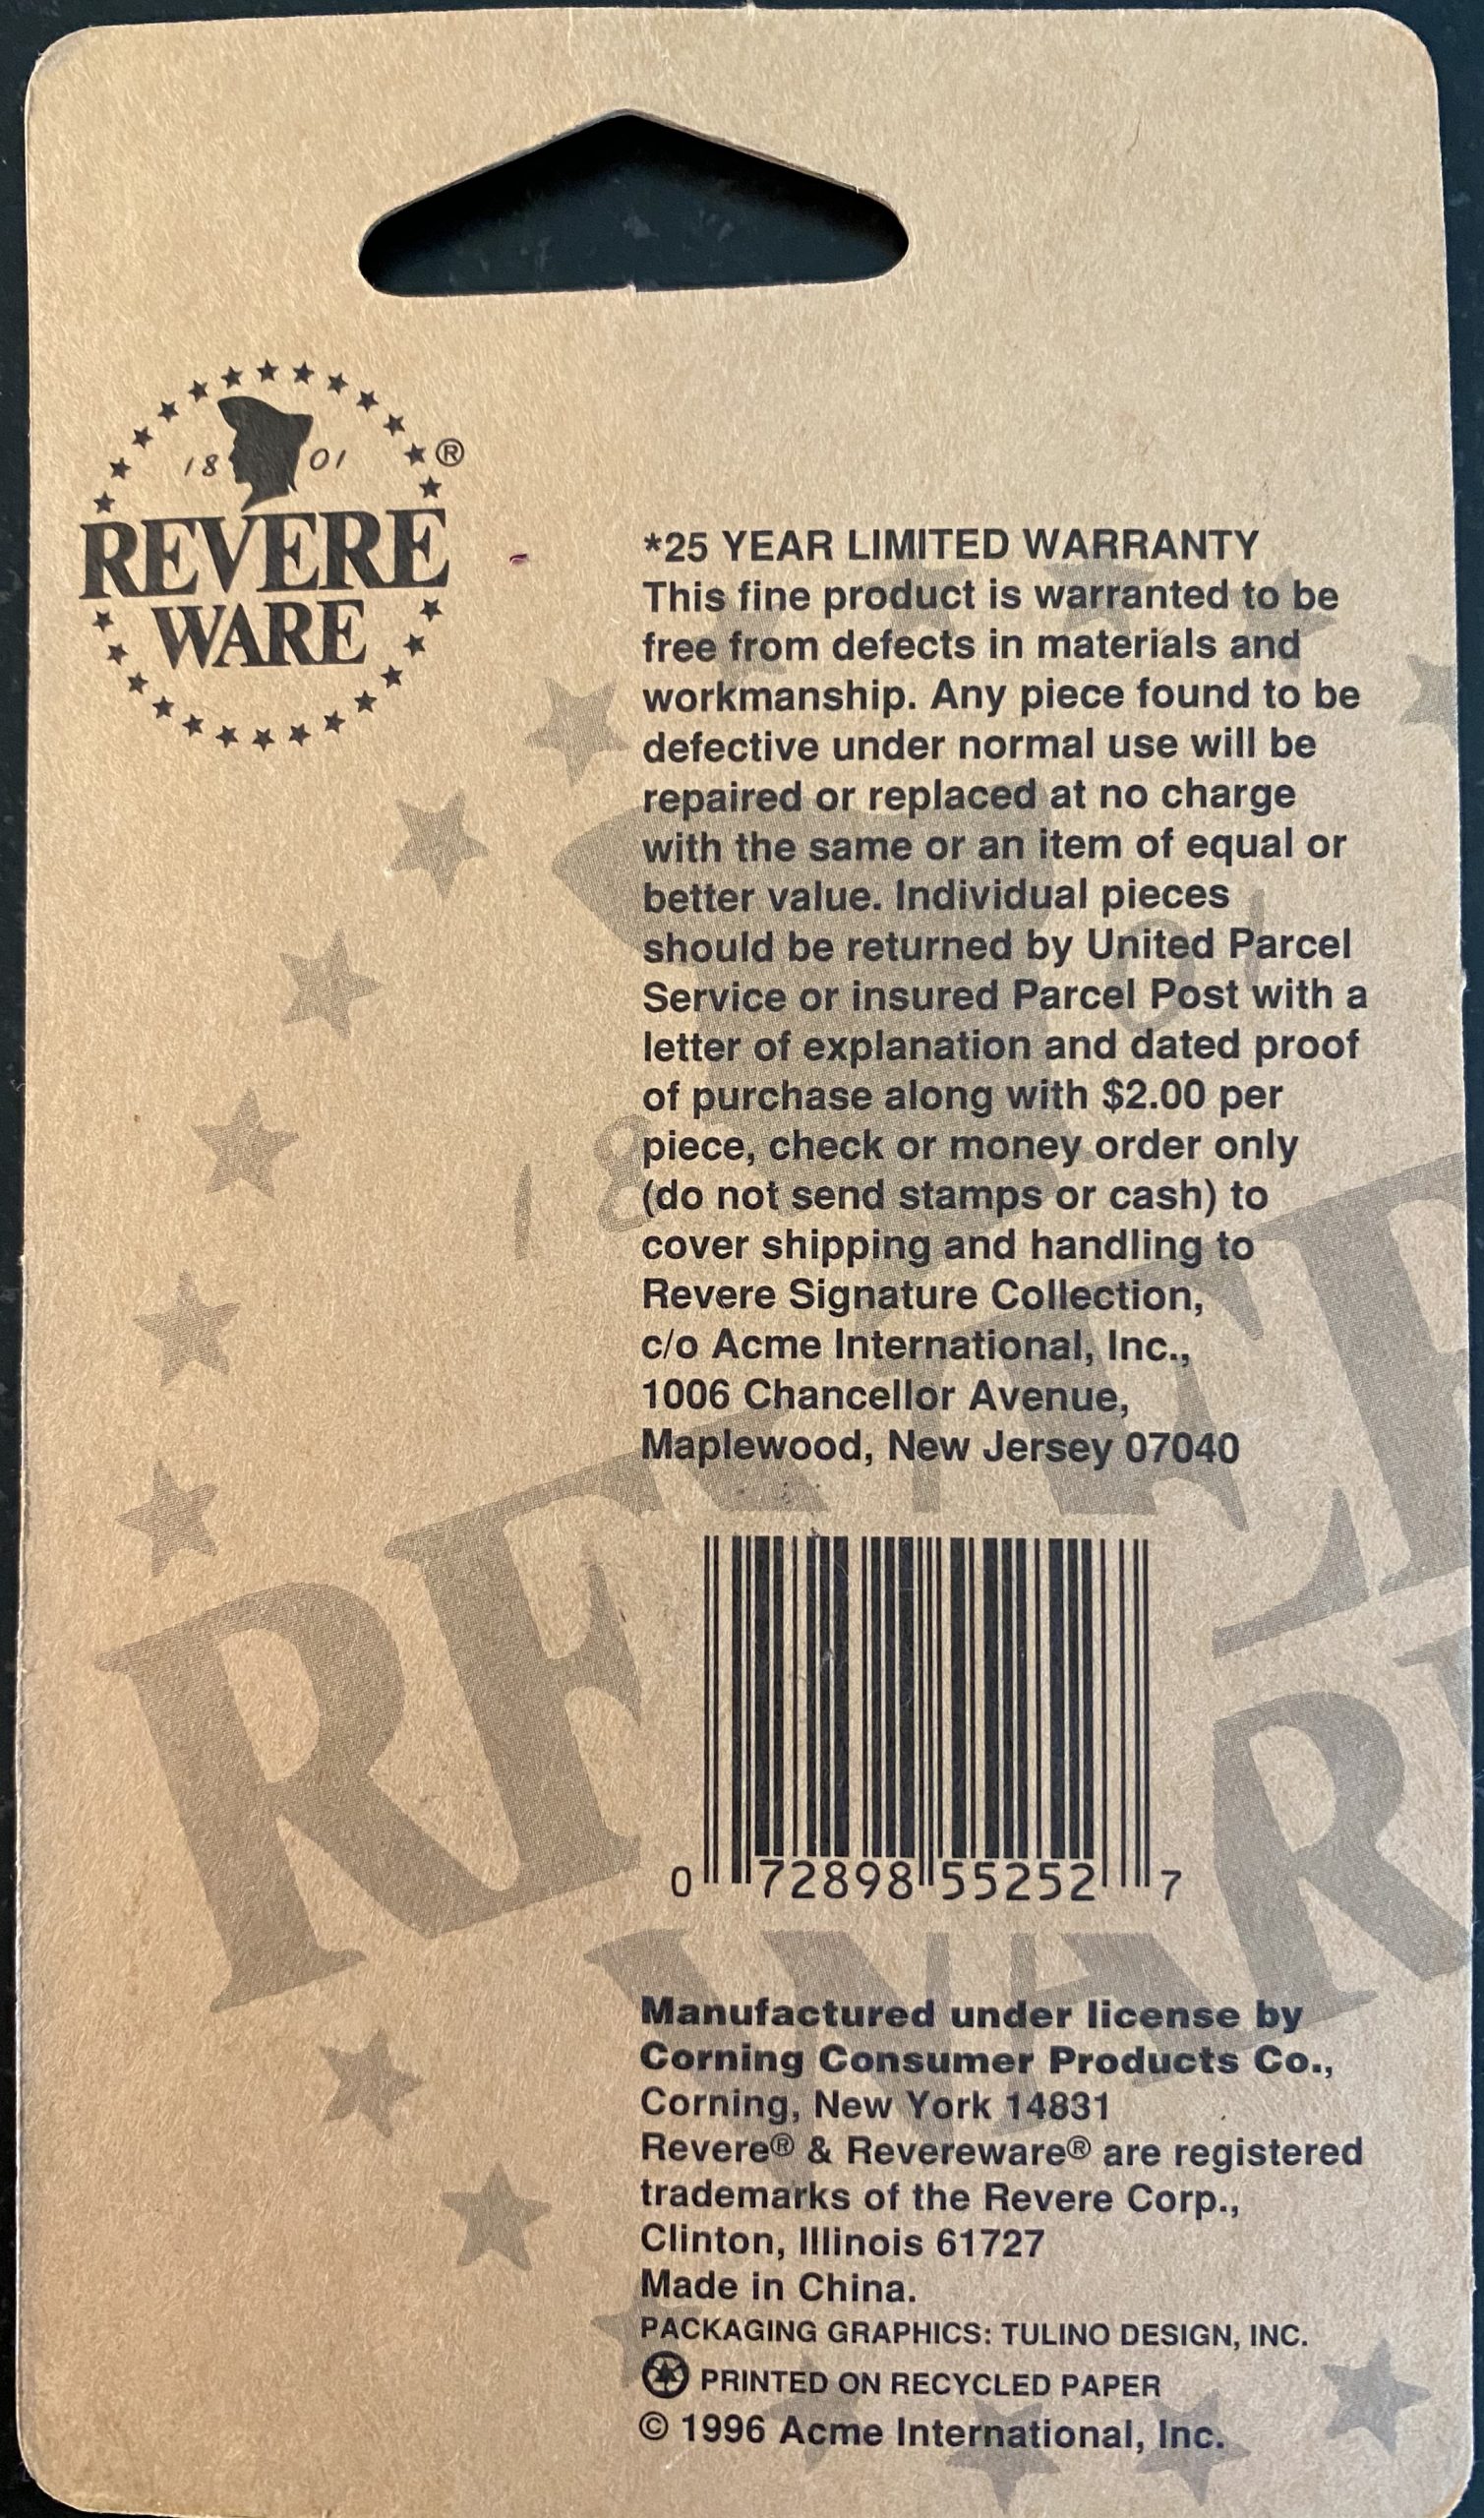 18 01 ®
REVERE
WARE
*25 YEAR LIMITED WARRANTY
This fine product is warranted to be
free from defects in materials and
workmanship. Any piece found to be
defective under normal use will be
repaired or replaced at no charge
with the same or an item of equal or
better value. Individual pieces
should be returned by United Parcel
Service or insured Parcel Post with a
letter of explanation and dated proof
of purchase along with $2.00 per
piece, check or money order only
(do not send stamps or cash) to
cover shipping and handling to
Revere Signature Collection,
c/o Acme International, Inc.,
1006 Chancellor Avenue,
Maplewood, New Jersey 07040
0 72898 55252 7
Manufactured under license by
Corning Consumer Products Co.,
Corning, New York 14831
Revere® & Revereware® are registered
trademarks of the Revere Corp.,
Clinton, Illinois 61727
Made in China.
PACKAGING GRAPHICS: TULINO DESIGN, INC.
PRINTED ON RECYCLED PAPER
© 1996 Acme International, Inc.